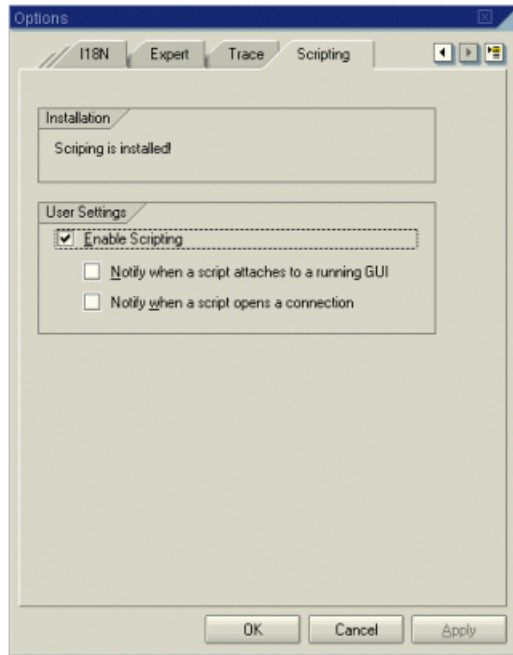 Options
I18N Expert Trace Scripting
Installation
Scriping is installed!
User Settings
Enable Scripting
Notify when a script attaches to a running GUI
Notify when a script opens a connection
OK Cancel Apply